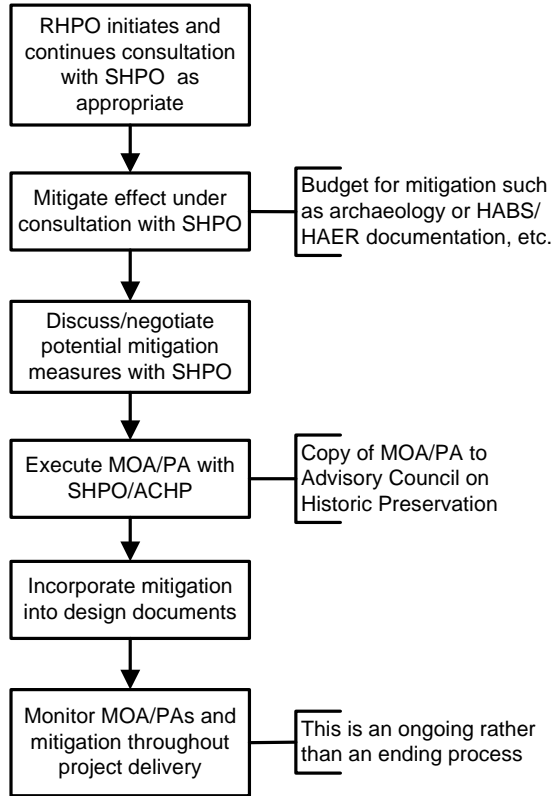 RHPO initiates and
continues consultation
with SHPO as
appropriate
Mitigate effect under
consultation with SHPO
Budget for mitigation such
as archaeology or HABS/
HAER documentation, etc.
Discuss/negotiate
potential mitigation
measures with SHPO
Execute MOA/PA with
SHPO/ACHP
Copy of MOA/PA to
Advisory Council on
Historic Preservation
Incorporate mitigation
into design documents
Monitor MOA/PAs and
mitigation throughout
project delivery
This is an ongoing rather
than an ending process